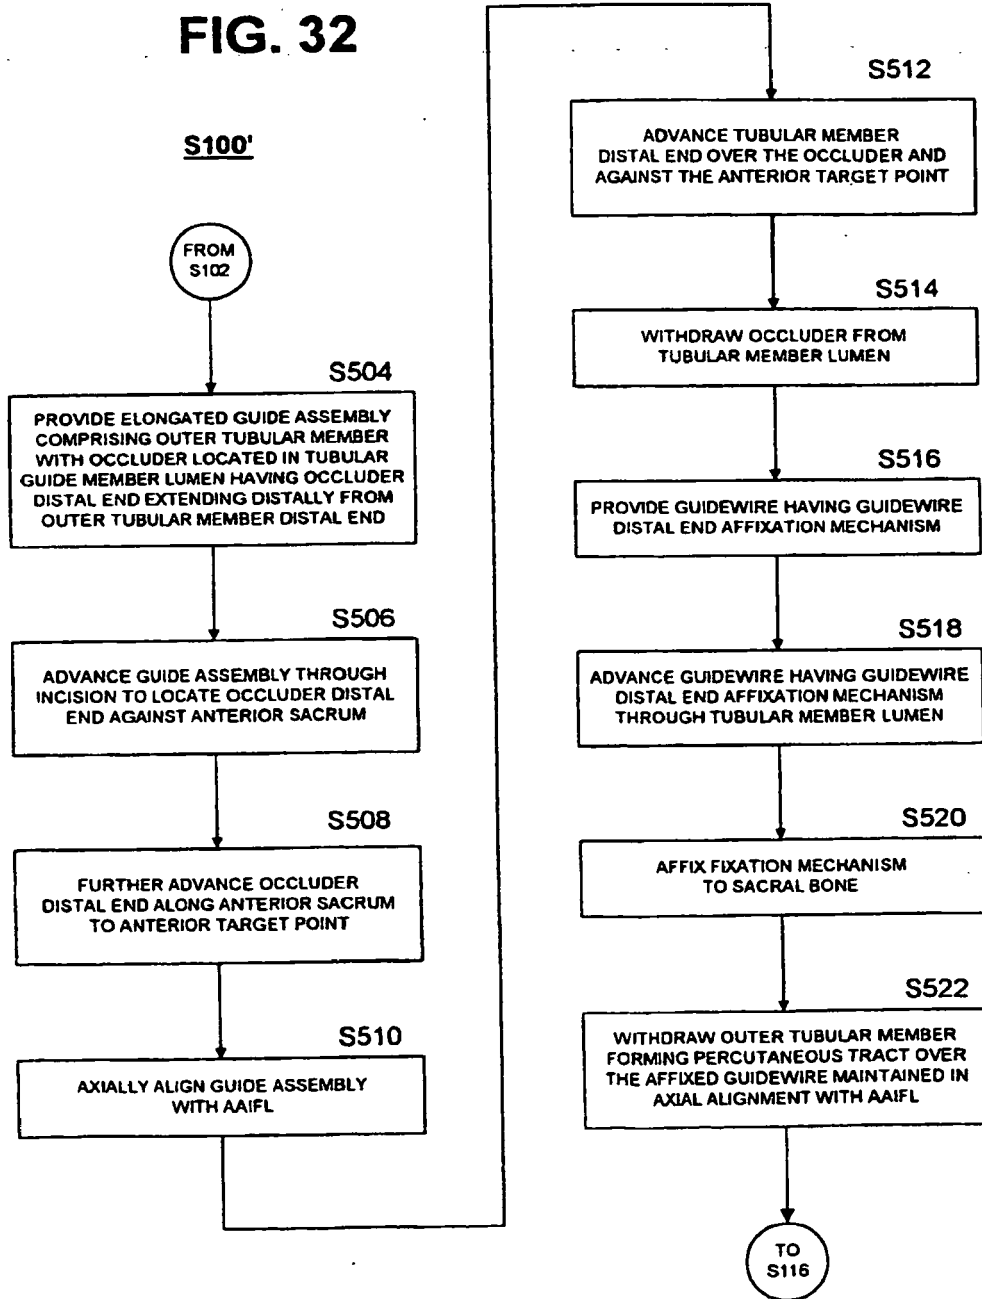 FIG. 32
S100'
FROM
S102
S504
PROVIDE ELONGATED GUIDE ASSEMBLY
COMPRISING OUTER TUBULAR MEMBER
WITH OCCLUDER LOCATED IN TUBULAR
GUIDE MEMBER LUMEN HAVING OCCLUDER
DISTAL END EXTENDING DISTALLY FROM
OUTER TUBULAR MEMBER DISTAL END
S506
ADVANCE GUIDE ASSEMBLY THROUGH
INCISION TO LOCATE OCCLUDER DISTAL
END AGAINST ANTERIOR SACRUM
S508
FURTHER ADVANCE OCCLUDER
DISTAL END ALONG ANTERIOR SACRUM
TO ANTERIOR TARGET POINT
S510
AXIALLY ALIGN GUIDE ASSEMBLY
WITH AAIFL
S512
ADVANCE TUBULAR MEMBER
DISTAL END OVER THE OCCLUDER AND
AGAINST THE ANTERIOR TARGET POINT
S514
WITHDRAW OCCLUDER FROM
TUBULAR MEMBER LUMEN
S516
PROVIDE GUIDEWIRE HAVING GUIDEWIRE
DISTAL END AFFIXATION MECHANISM
S518
ADVANCE GUIDEWIRE HAVING GUIDEWIRE
DISTAL END AFFIXATION MECHANISM
THROUGH TUBULAR MEMBER LUMEN
S520
AFFIX FIXATION MECHANISM
TO SACRAL BONE
S522
WITHDRAW OUTER TUBULAR MEMBER
FORMING PERCUTANEOUS TRACT OVER
THE AFFIXED GUIDEWIRE MAINTAINED IN
AXIAL ALIGNMENT WITH AAIFL
TO
S116